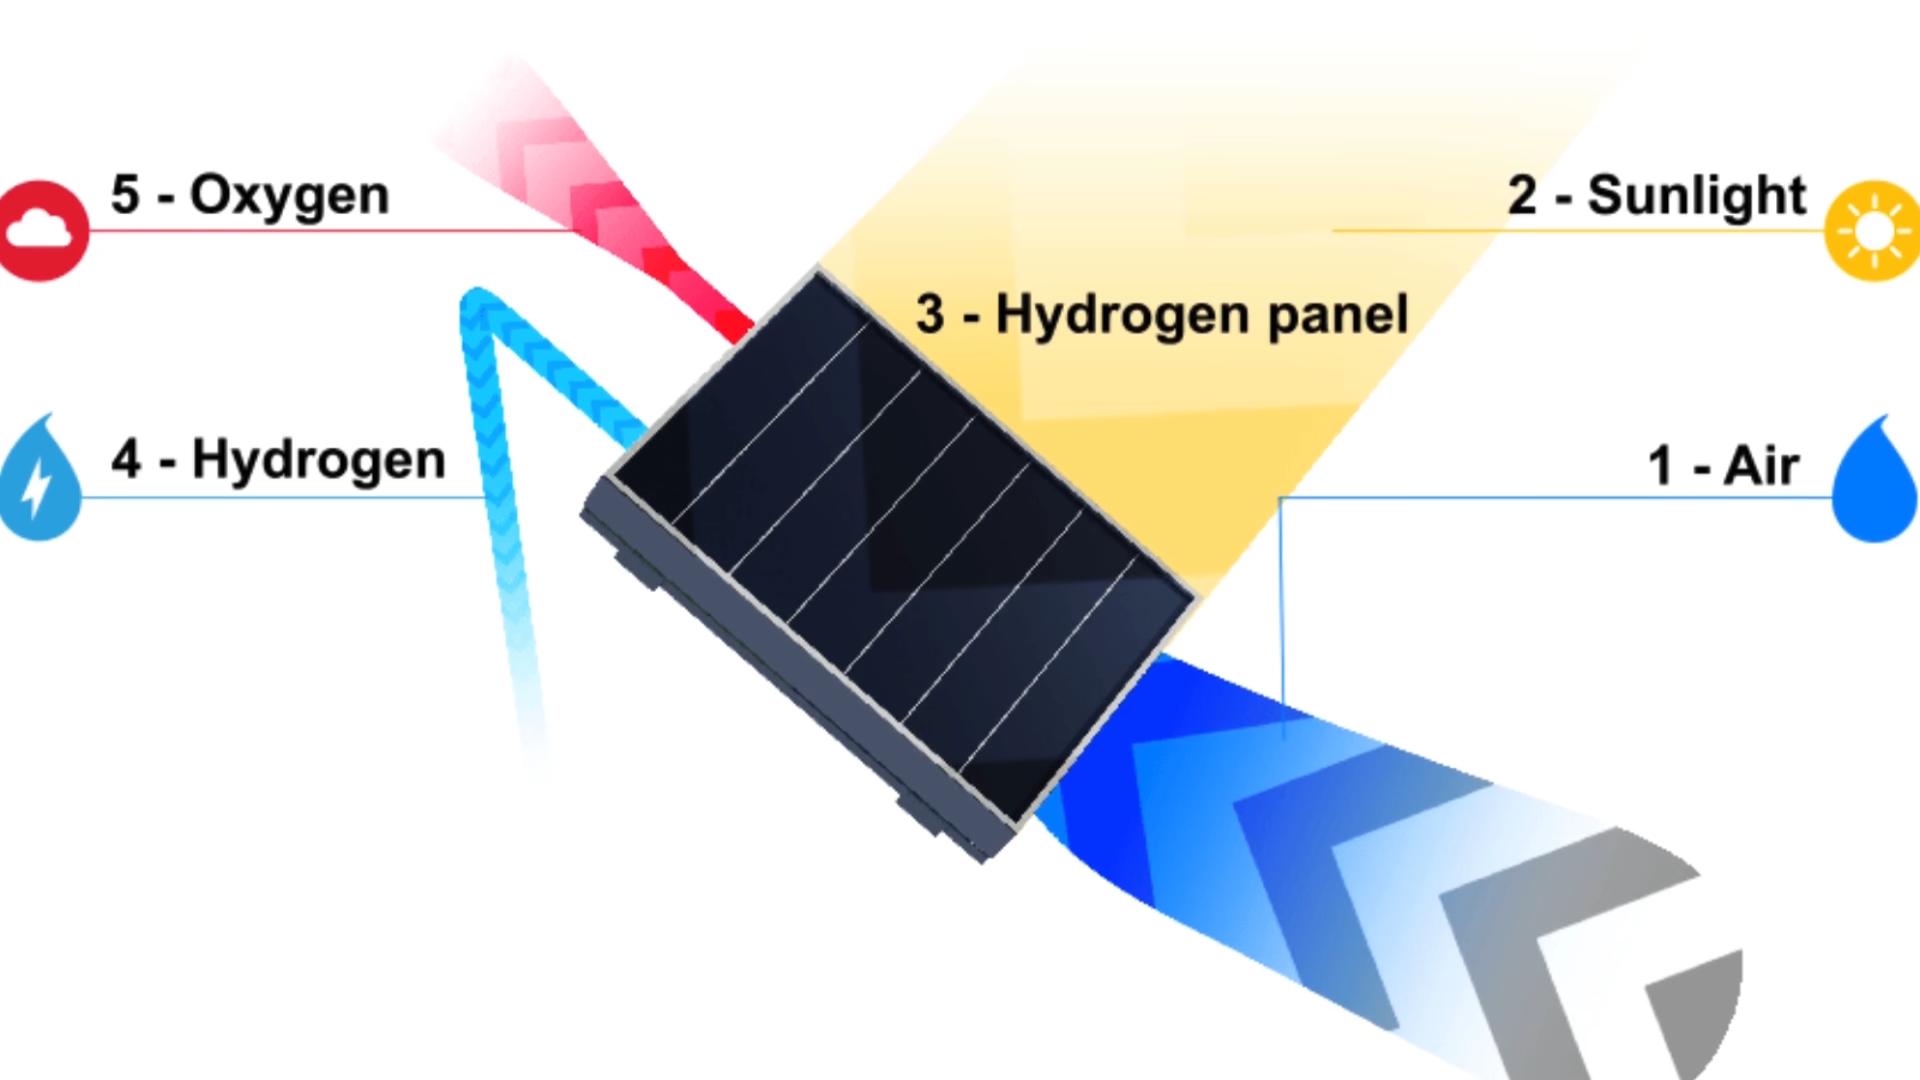 5 - Oxygen
2 - Sunlight
3 - Hydrogen panel
4 - Hydrogen
1 - Air